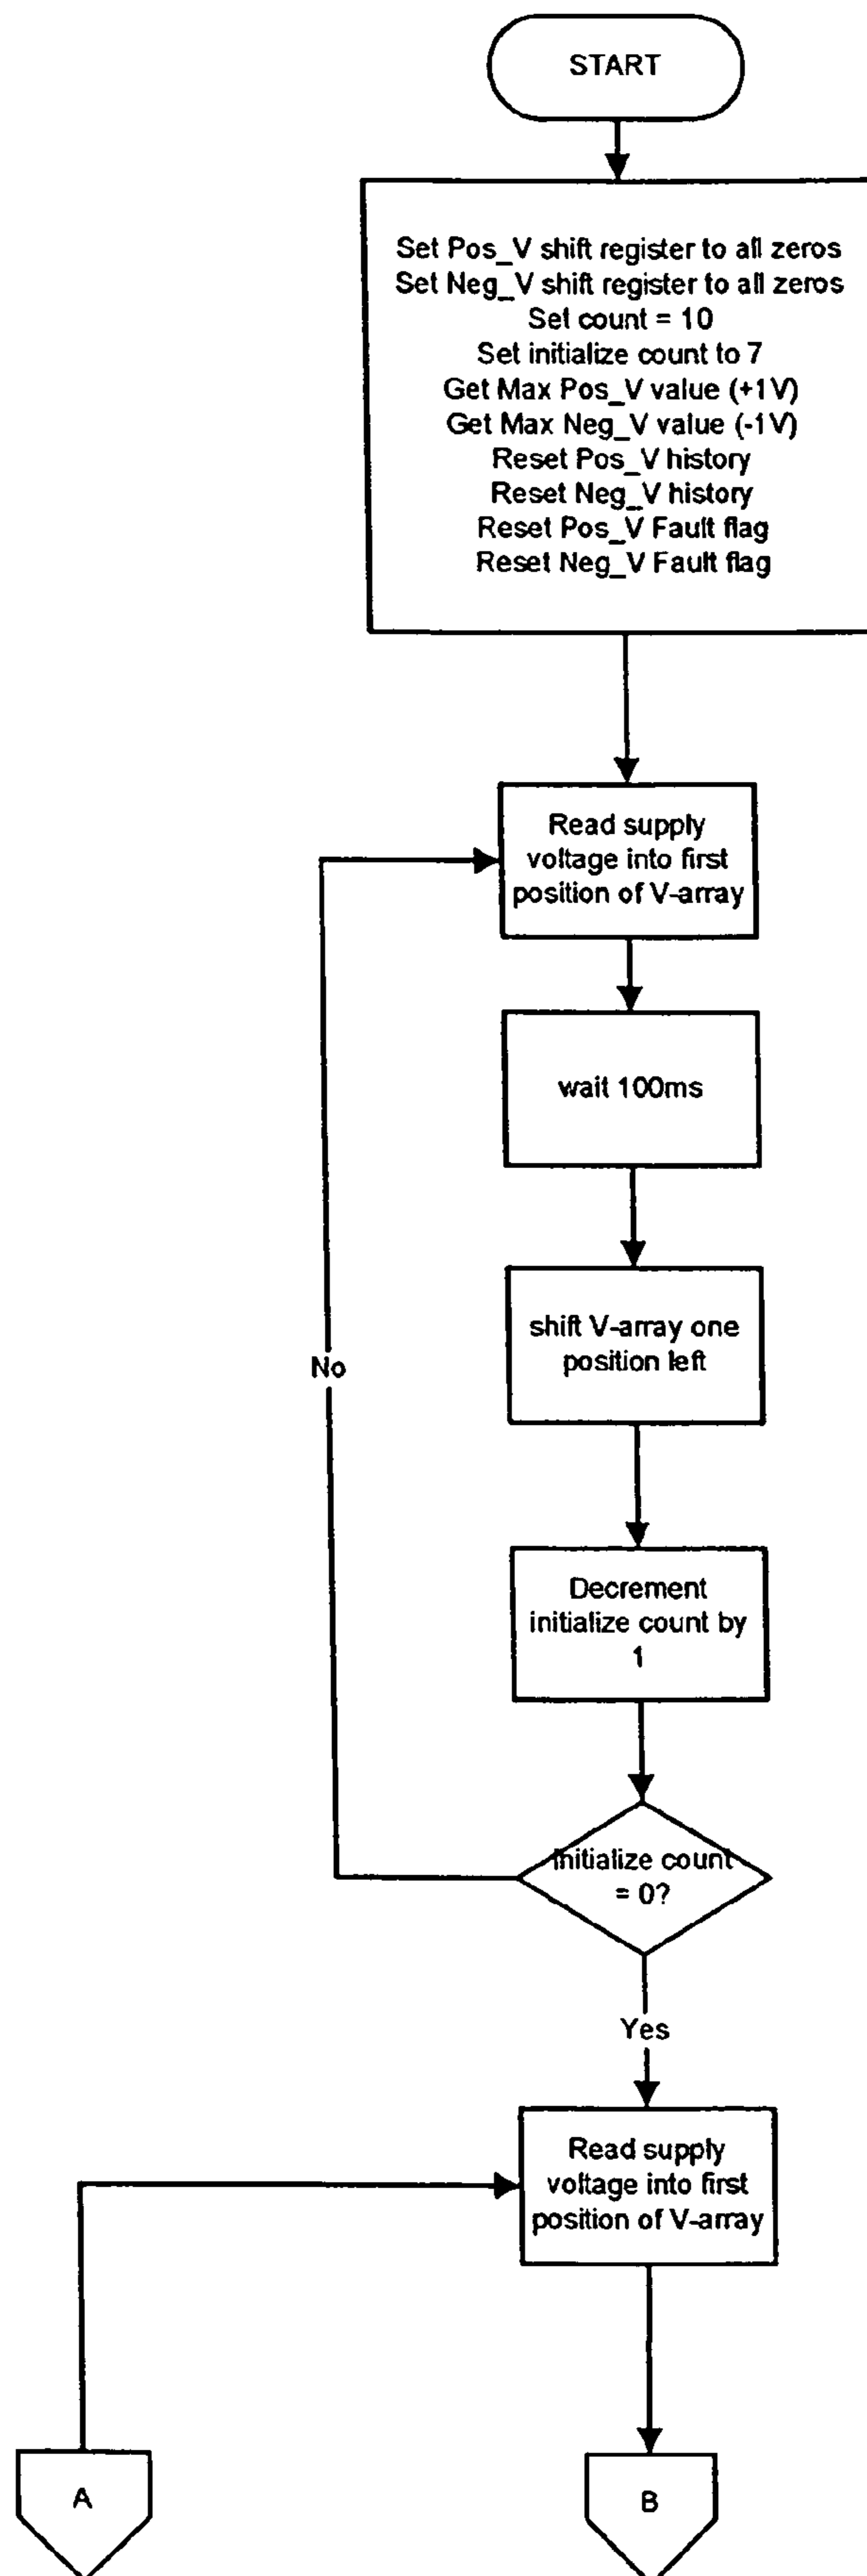 START
Set Pos_V shift register to all zeros
Set Neg_V shift register to all zeros
Set count = 10
Set initialize count to 7
Get Max Pos_V value (+1V)
Get Max Neg_V value (-1V)
Reset Pos_V history
Reset Neg_V history
Reset Pos_V Fault flag
Reset Neg_V Fault flag
Read supply
voltage into first
position of V-array
wait 100ms
shift V-array one
position left
No
Decrement
initialize count by
1
Initialize count
= 0?
Yes
Read supply
voltage into first
position of V-array
A
B